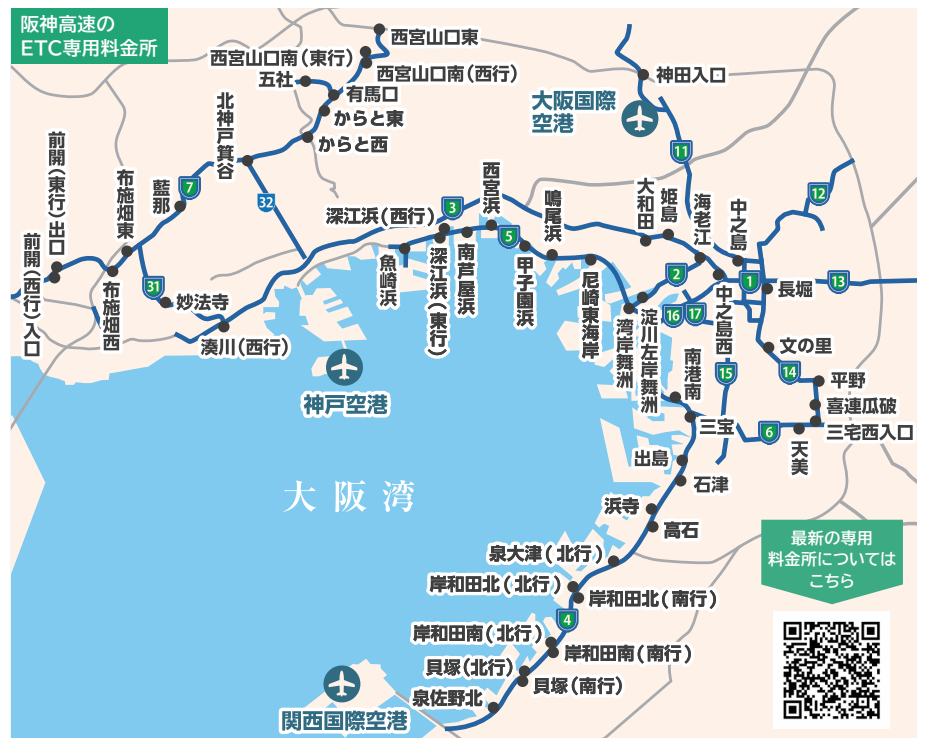 阪神高速の
ETC専用料金所
西宮山口東
西宮山口南(東行)
西宮山口南(西行)
五社
有馬口
からと東
からと西
北神戸箕谷
神田入口
大阪国際
空港
11
前開(東行)出口
前開(西行)入口
布施畑東
布施畑西
藍那
7
32
31
妙法寺
湊川(西行)
深江浜(西行)
3
西宮浜
5
鳴尾浜
魚崎浜
深江浜(東行)
南芦屋浜
甲子園浜
尼崎東海岸
大和田
姫島
海老江
中之島
12
2
1
13
長堀
中之島西
16
17
湾岸舞洲
淀川左岸舞洲
南港南
15
文の里
14
平野
喜連瓜破
三宅西入口
天美
6
三宝
神戸空港
大阪湾
出島
石津
浜寺
高石
泉大津(北行)
岸和田北(北行)
岸和田北(南行)
4
岸和田南(北行)
岸和田南(南行)
貝塚(北行)
貝塚(南行)
泉佐野北
関西国際空港
最新の専用
料金所については
こちら